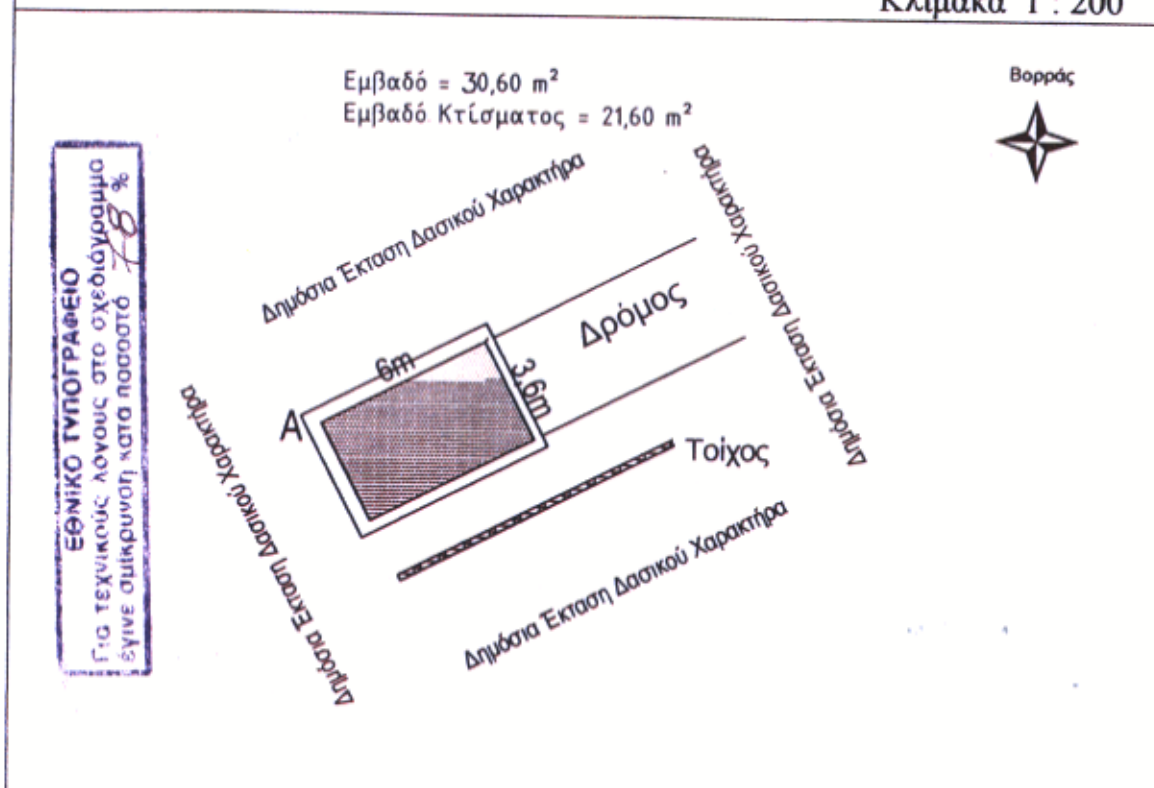 Κλίμακα 1 : 200
Εμβαδό = 30,60 m²
Εμβαδό Κτίσματος = 21,60 m²
Βορράς
ΕΘΝΙΚΟ ΤΥΠΟΓΡΑΦΕΙΟ
Για τεχνικούς λόγους στο σχεδιάγραμμα
έγινε σμίκρυνση κατά ποσοστό 78 %
Δημόσια Έκταση Δασικού Χαρακτήρα
Δημόσια Έκταση Δασικού Χαρακτήρα
Δρόμος
6m
3,6m
Α
Τοίχος
Δημόσια Έκταση Δασικού Χαρακτήρα
Δημόσια Έκταση Δασικού Χαρακτήρα